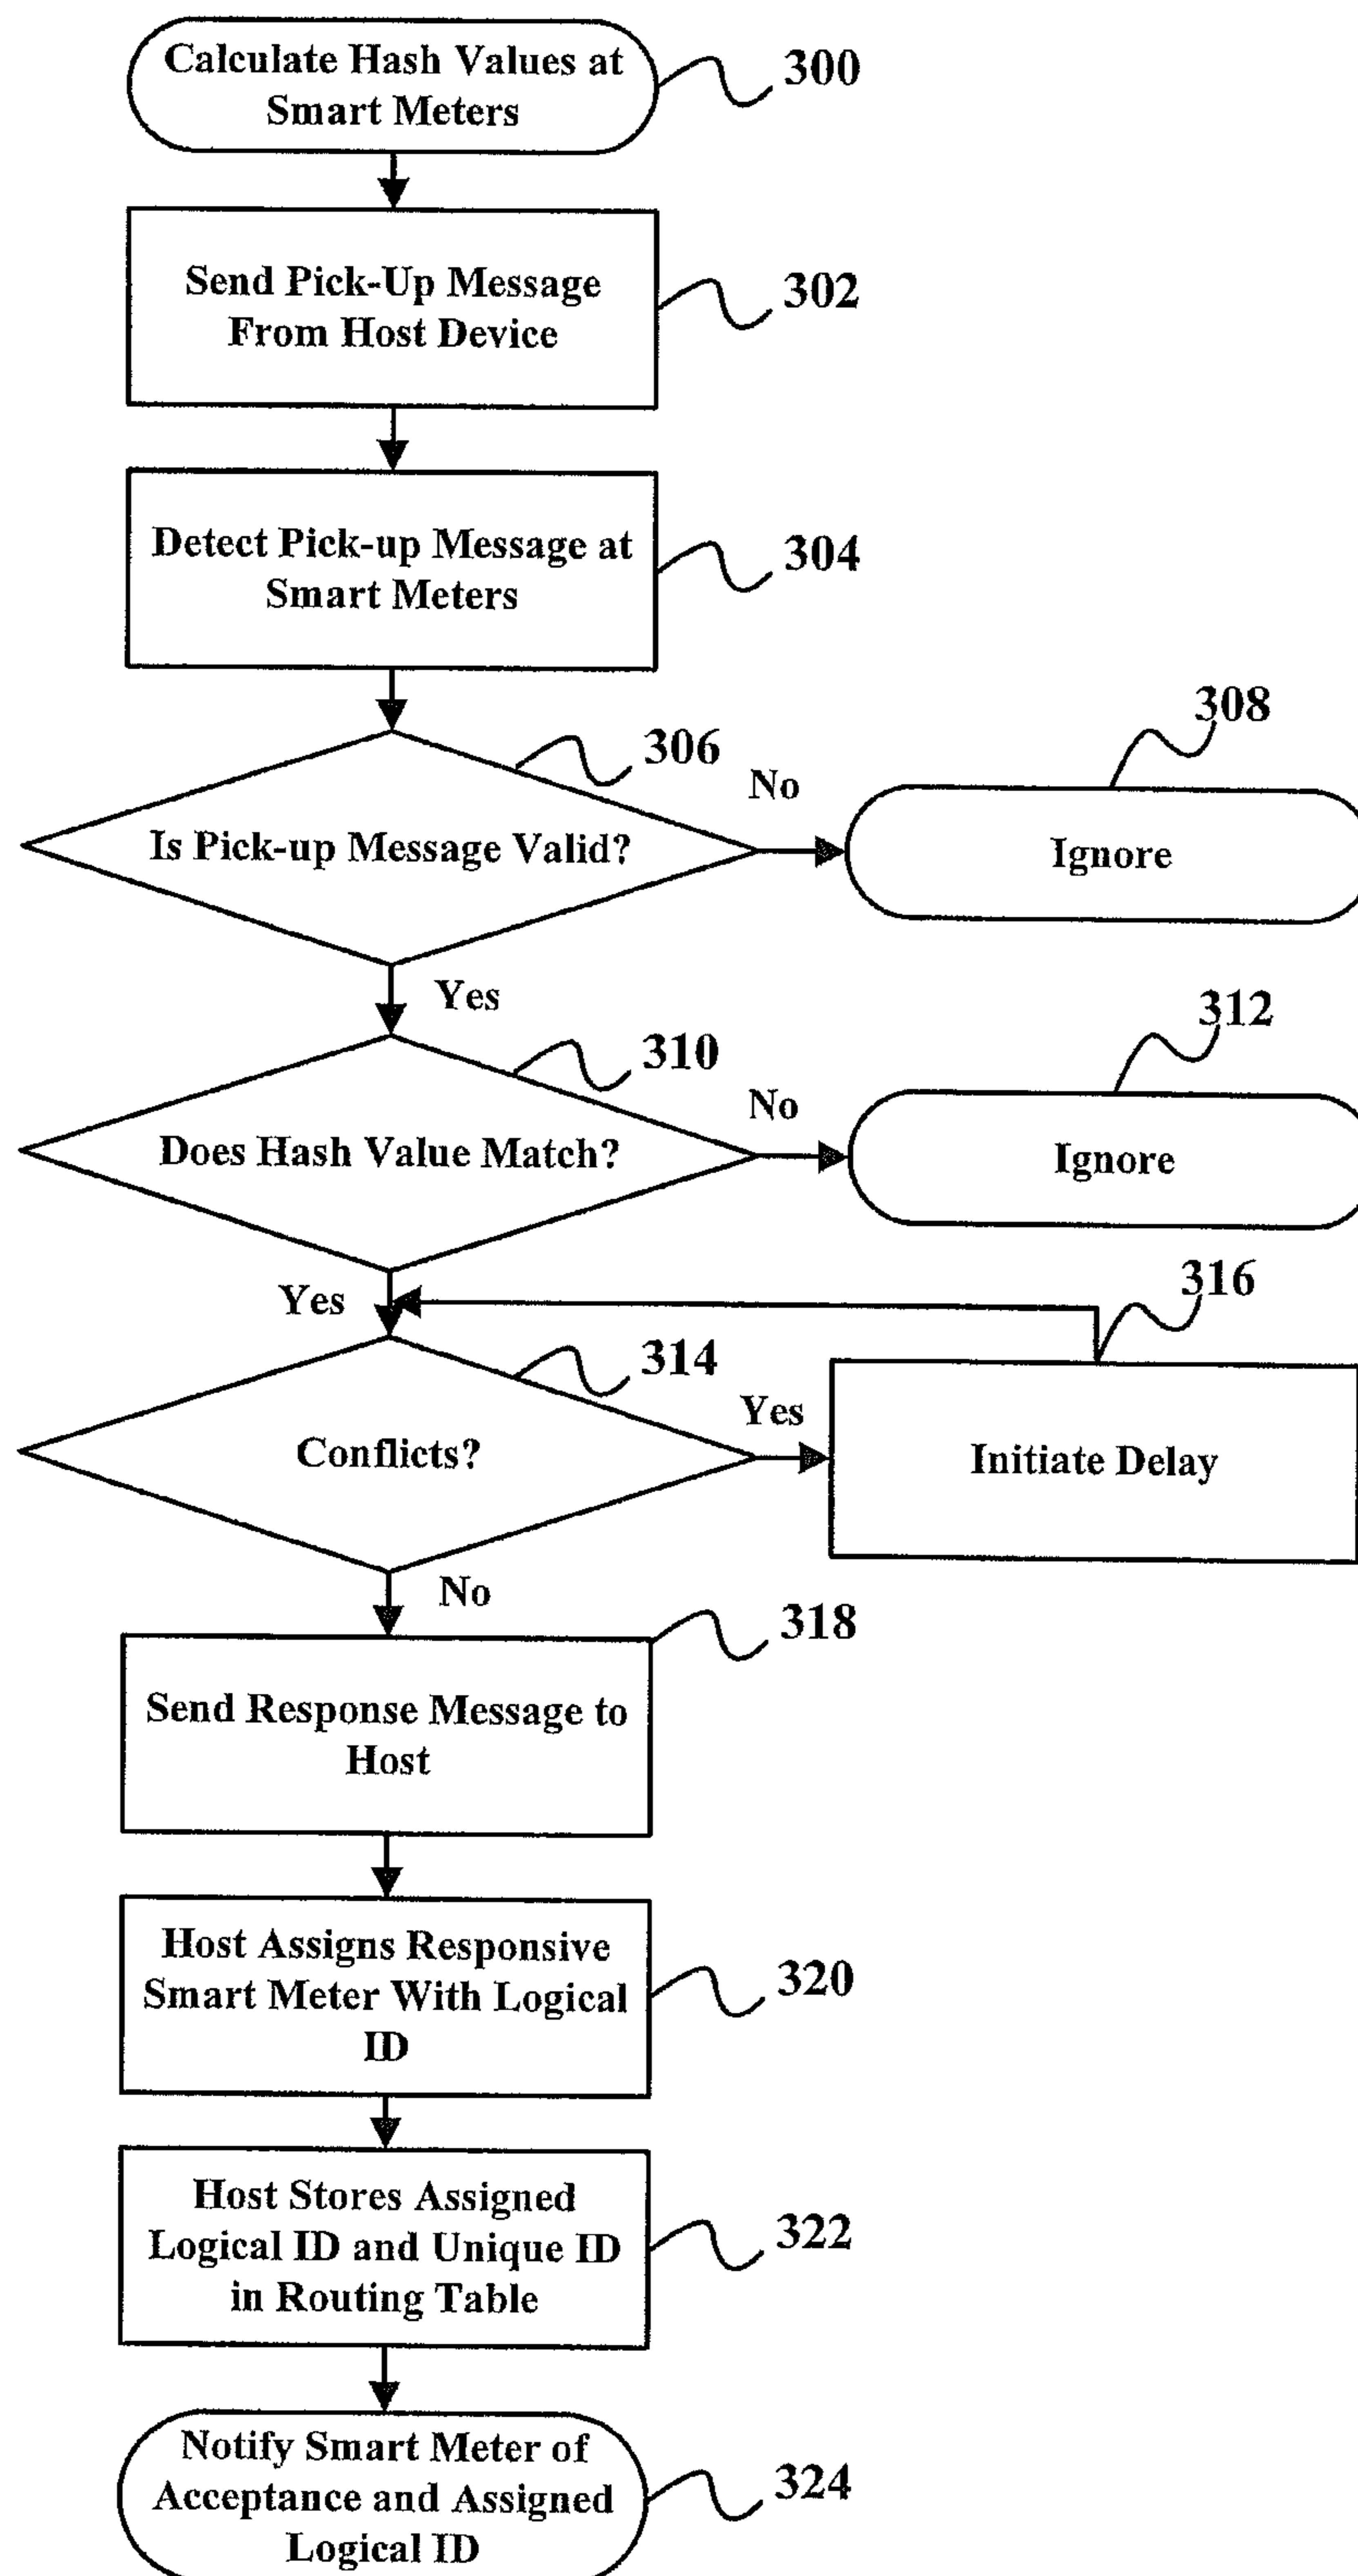 Calculate Hash Values at
Smart Meters
300
Send Pick-Up Message
From Host Device
302
Detect Pick-up Message at
Smart Meters
304
306
308
No
Is Pick-up Message Valid?
Ignore
Yes
312
310
No
Does Hash Value Match?
Ignore
Yes
316
314
Yes
Conflicts?
Initiate Delay
No
318
Send Response Message to
Host
Host Assigns Responsive
Smart Meter With Logical
ID
320
Host Stores Assigned
Logical ID and Unique ID
in Routing Table
322
Notify Smart Meter of
Acceptance and Assigned
Logical ID
324